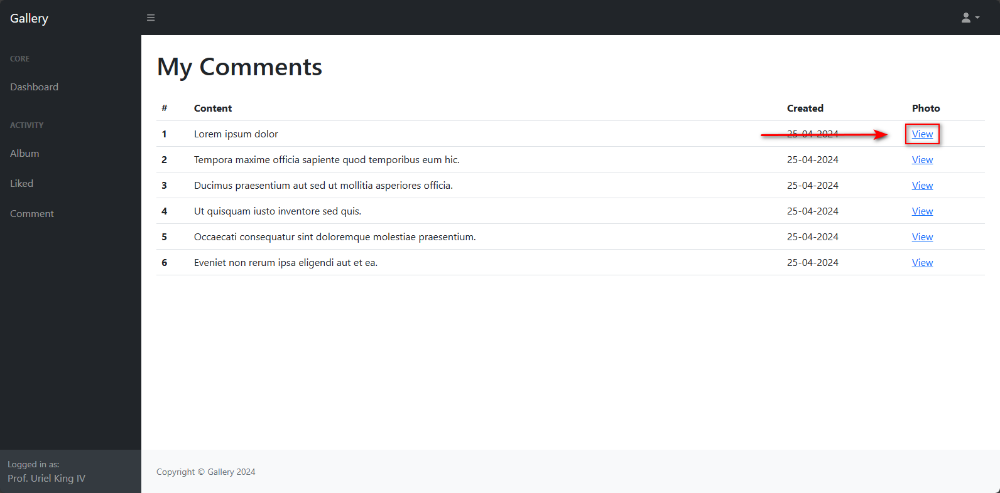 Gallery
CORE
Dashboard
ACTIVITY
Album
Liked
Comment
Logged in as:
Prof. Uriel King IV
My Comments
# Content Created Photo
1 Lorem ipsum dolor 25-04-2024 View
2 Tempora maxime officia sapiente quod temporibus eum hic. 25-04-2024 View
3 Ducimus praesentium aut sed ut mollitia asperiores officia. 25-04-2024 View
4 Ut quisquam iusto inventore sed quis. 25-04-2024 View
5 Occaecati consequatur sint doloremque molestiae praesentium. 25-04-2024 View
6 Eveniet non rerum ipsa eligendi aut et ea. 25-04-2024 View
Copyright © Gallery 2024